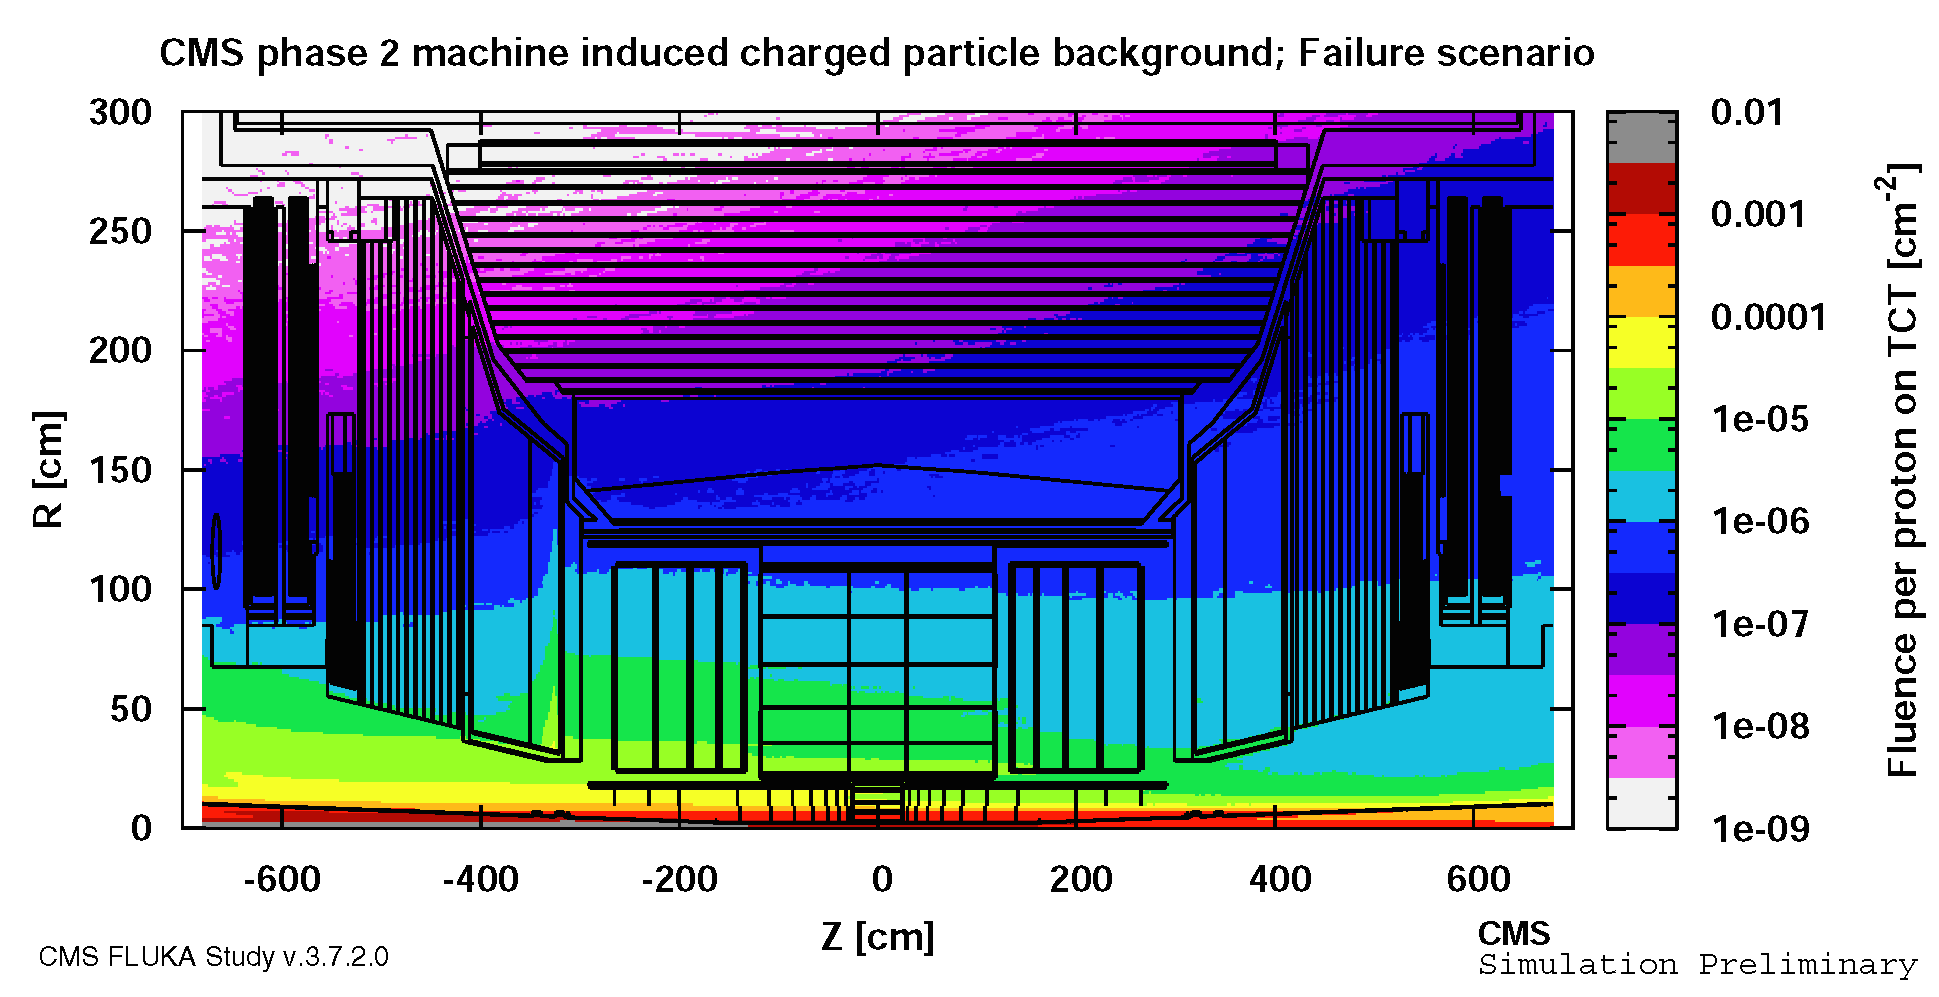 CMS phase 2 machine induced charged particle background; Failure scenario
300
250
200
150
100
50
0
R [cm]
-600
-400
-200
0
200
400
600
Z [cm]
0.01
0.001
0.0001
1e-05
1e-06
1e-07
1e-08
1e-09
Fluence per proton on TCT [cm⁻²]
CMS FLUKA Study v.3.7.2.0
CMS
Simulation Preliminary